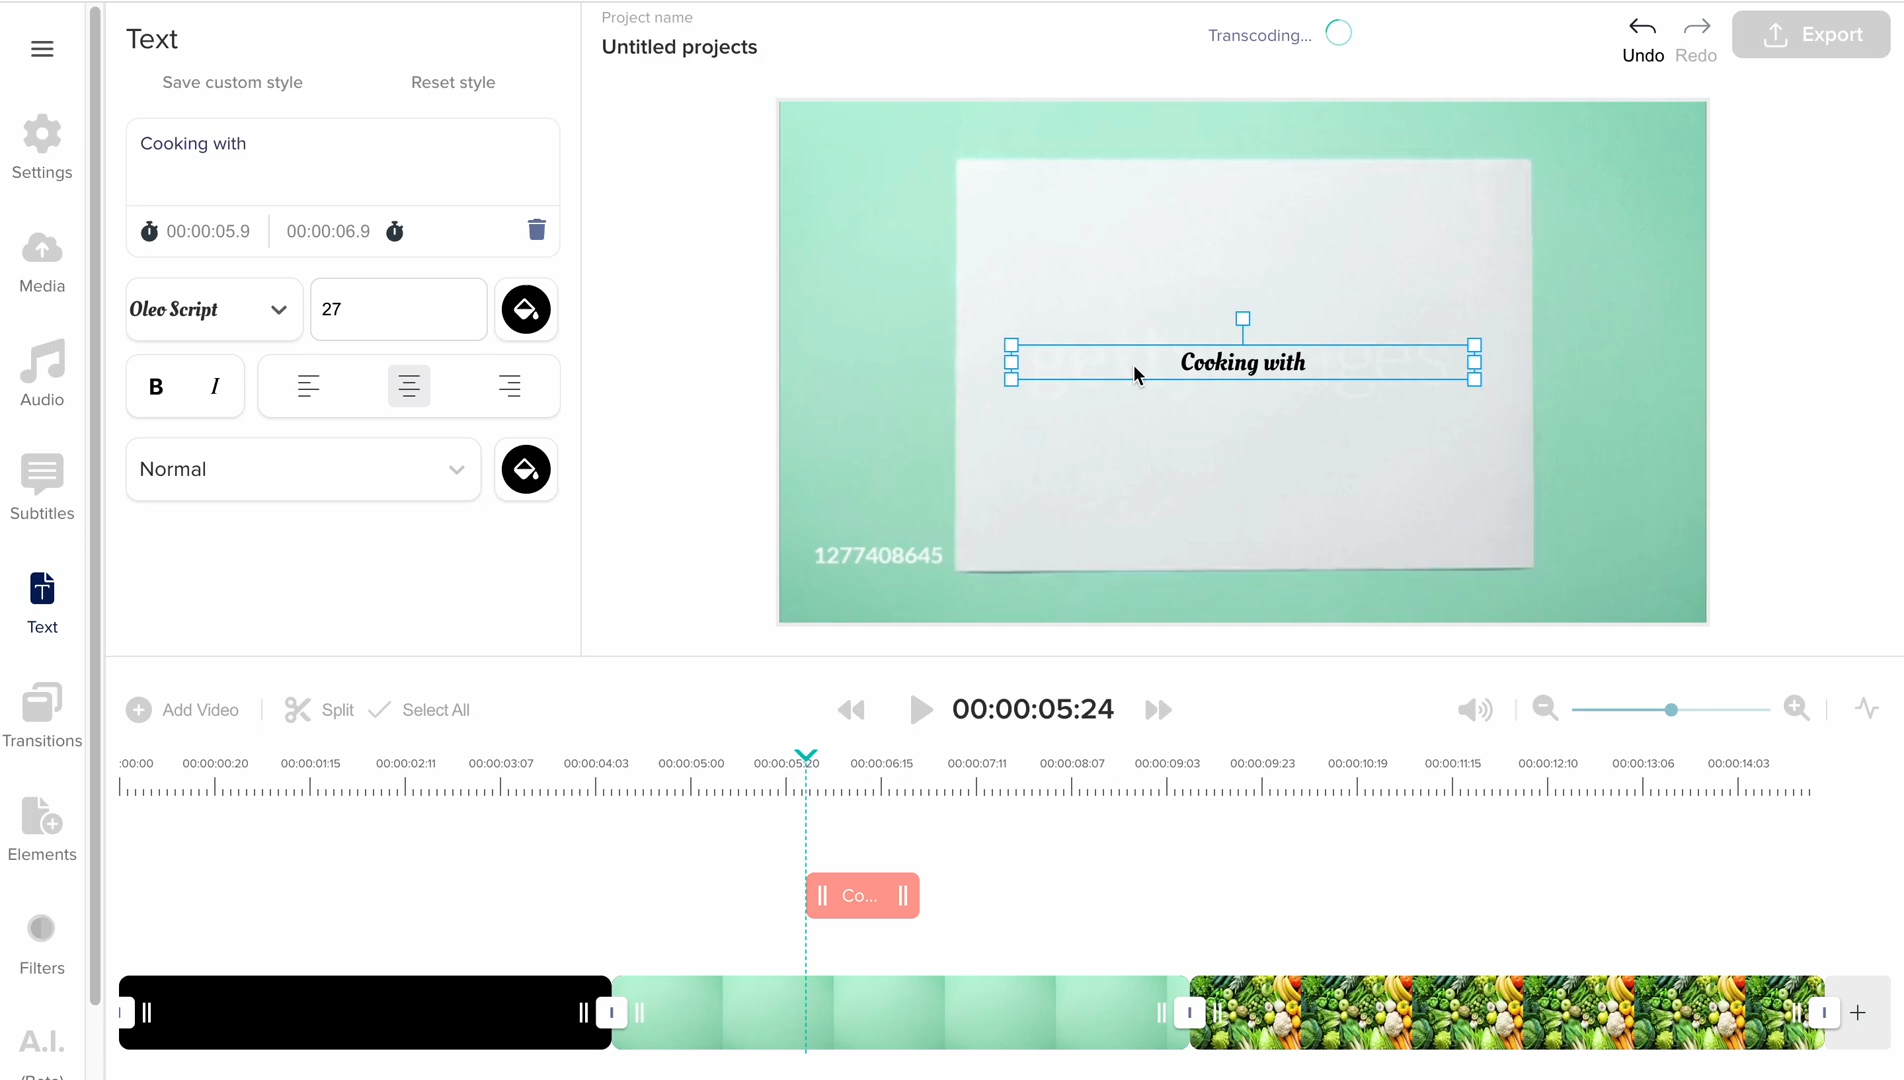 Text
Save custom style
Reset style
Cooking with
00:00:05.9
00:00:06.9
Oleo Script
27
B
I
Normal
Settings
Media
Audio
Subtitles
Text
Transitions
Elements
Filters
A.I.
(Beta)
Project name
Untitled projects
Transcoding...
Undo
Redo
Export
Cooking with
1277408645
Add Video
Split
Select All
00:00:05:24
:00:00 00:00:00:20 00:00:01:15 00:00:02:11 00:00:03:07 00:00:04:03 00:00:05:00 00:00:05:20 00:00:06:15 00:00:07:11 00:00:08:07 00:00:09:03 00:00:09:23 00:00:10:19 00:00:11:15 00:00:12:10 00:00:13:06 00:00:14:03
Co...